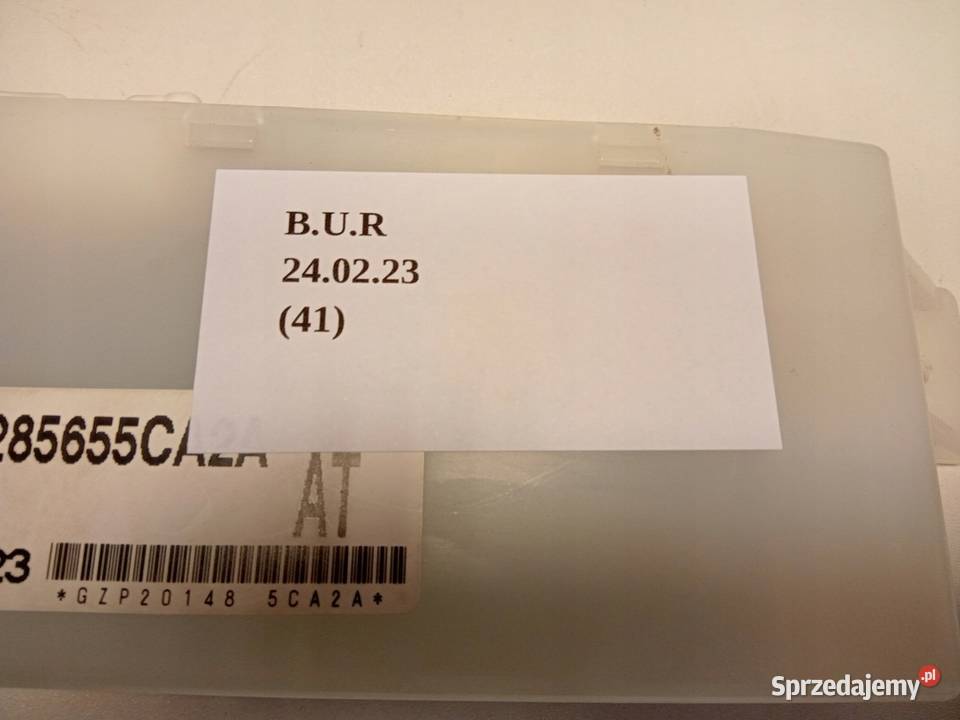 B.U.R
24.02.23
(41)
285655CA2A
AT
23
*GZP20148 5CA2A*
Sprzedajemy.pl